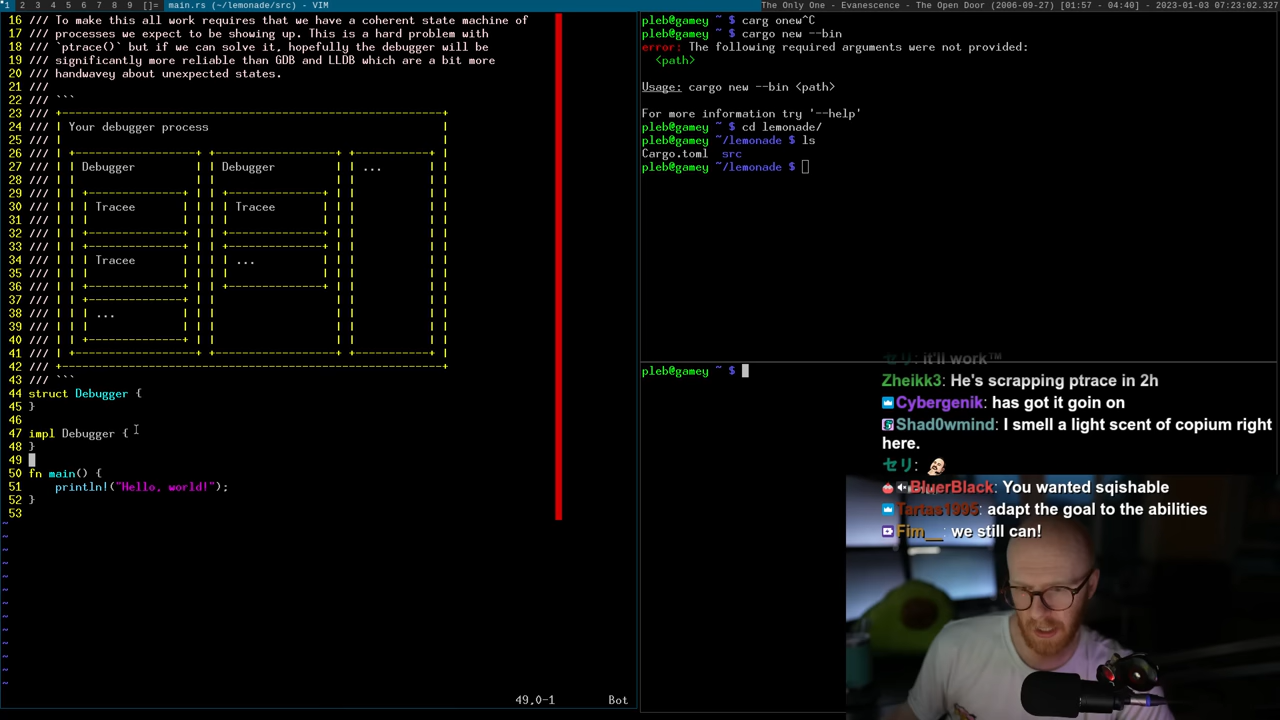 1 2 3 4 5 6 7 8 9 []= main.rs (~/lemonade/src) - VIM
The Only One - Evanescence - The Open Door (2006-09-27) [01:57 - 04:40] - 2023-01-03 07:23:02.327
16 /// To make this all work requires that we have a coherent state machine of
17 /// processes we expect to be showing up. This is a hard problem with
18 /// `ptrace()` but if we can solve it, hopefully the debugger will be
19 /// significantly more reliable than GDB and LLDB which are a bit more
20 /// handwavey about unexpected states.
21 ///
22 /// ```
23 /// +---------------------------------------------------------+
24 /// | Your debugger process                                   |
25 /// |                                                         |
26 /// | +------------------+ +------------------+ +-----------+ |
27 /// | | Debugger         | | Debugger         | | ...       | |
28 /// | |                  | |                  | |           | |
29 /// | | +--------------+ | | +--------------+ | |           | |
30 /// | | | Tracee       | | | | Tracee       | | |           | |
31 /// | | |              | | | |              | | |           | |
32 /// | | +--------------+ | | +--------------+ | |           | |
33 /// | | +--------------+ | | +--------------+ | |           | |
34 /// | | | Tracee       | | | | ...          | | |           | |
35 /// | | |              | | | |              | | |           | |
36 /// | | +--------------+ | | +--------------+ | |           | |
37 /// | | +--------------+ | |                  | |           | |
38 /// | | | ...          | | |                  | |           | |
39 /// | | |              | | |                  | |           | |
40 /// | | +--------------+ | |                  | |           | |
41 /// | +------------------+ +------------------+ +-----------+ |
42 /// +---------------------------------------------------------+
43 /// ```
44 struct Debugger {
45 }
46
47 impl Debugger {
48 }
49
50 fn main() {
51     println!("Hello, world!");
52 }
53
~
~
~
~
~
~
~
~
~
~
~
~
~
49,0-1 Bot
pleb@gamey ~ $ carg onew^C
pleb@gamey ~ $ cargo new --bin
error: The following required arguments were not provided:
  <path>
Usage: cargo new --bin <path>
For more information try '--help'
pleb@gamey ~ $ cd lemonade/
pleb@gamey ~/lemonade $ ls
Cargo.toml  src
pleb@gamey ~/lemonade $
pleb@gamey ~ $
セリ: it'll work™
Zheikk3: He's scrapping ptrace in 2h
Cybergenik: has got it goin on
Shad0wmind: I smell a light scent of copium right
here.
セリ:
BluerBlack: You wanted sqishable
Tartas1995: adapt the goal to the abilities
Fim__: we still can!